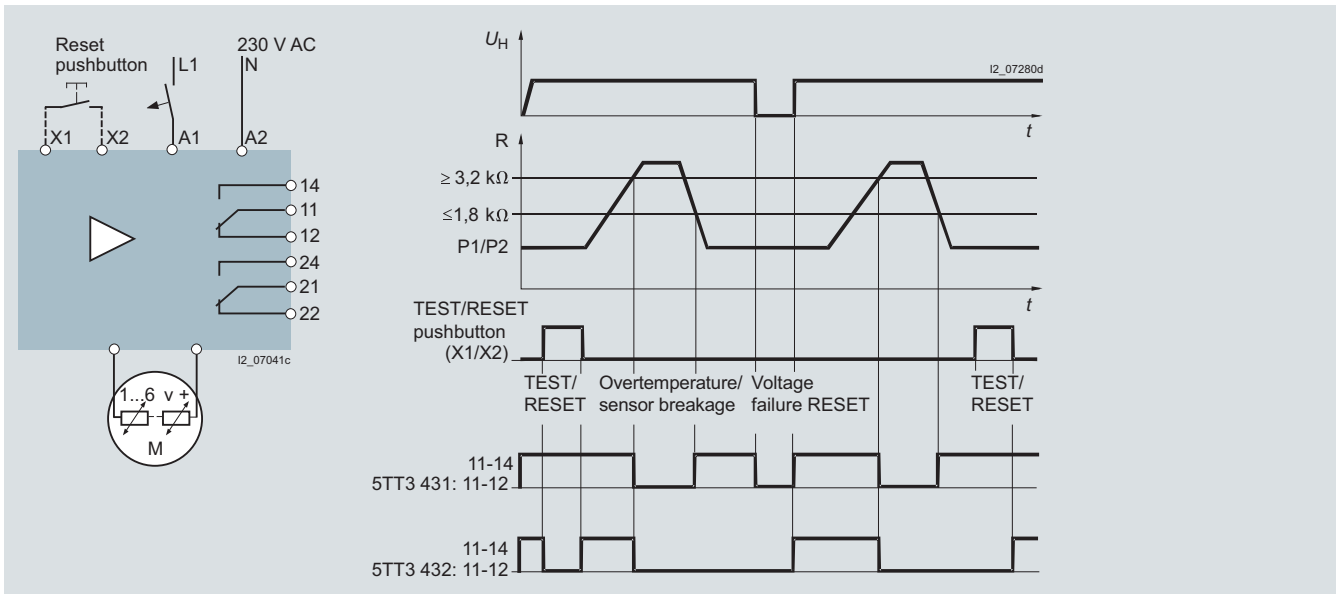 Reset
pushbutton
L1
230 V AC
N
X1
X2
A1
A2
14
11
12
24
21
22
I2_07041c
1...6 v +
M
UH
I2_07280d
t
R
≥ 3,2 kΩ
≤1,8 kΩ
P1/P2
t
TEST/RESET
pushbutton
(X1/X2)
TEST/
RESET
Overtemperature/
sensor breakage
Voltage
failure RESET
TEST/
RESET
11-14
5TT3 431: 11-12
11-14
5TT3 432: 11-12